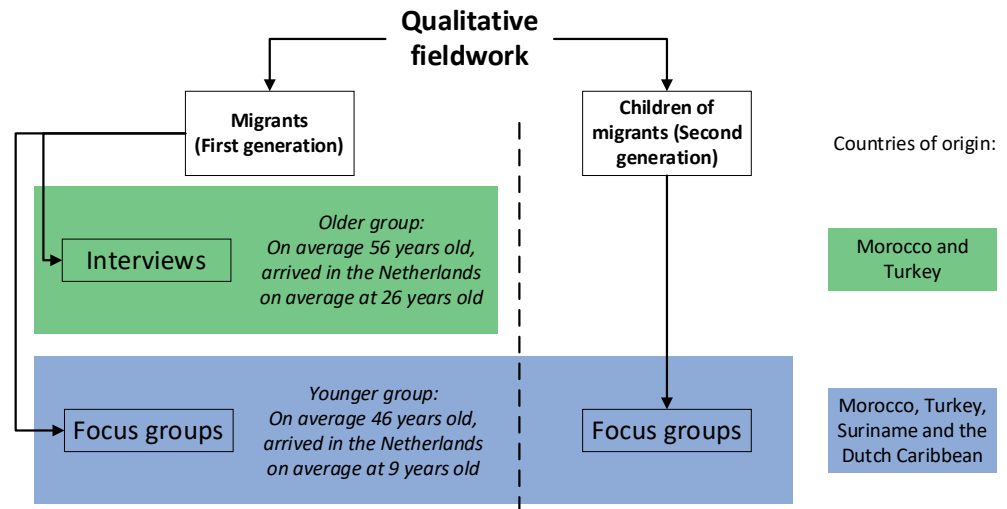 Qualitative
fieldwork
Migrants
(First generation)
Children of
migrants (Second
generation)
Countries of origin:
Interviews
Older group:
On average 56 years old,
arrived in the Netherlands
on average at 26 years old
Morocco and
Turkey
Focus groups
Younger group:
On average 46 years old,
arrived in the Netherlands
on average at 9 years old
Focus groups
Morocco, Turkey,
Suriname and the
Dutch Caribbean